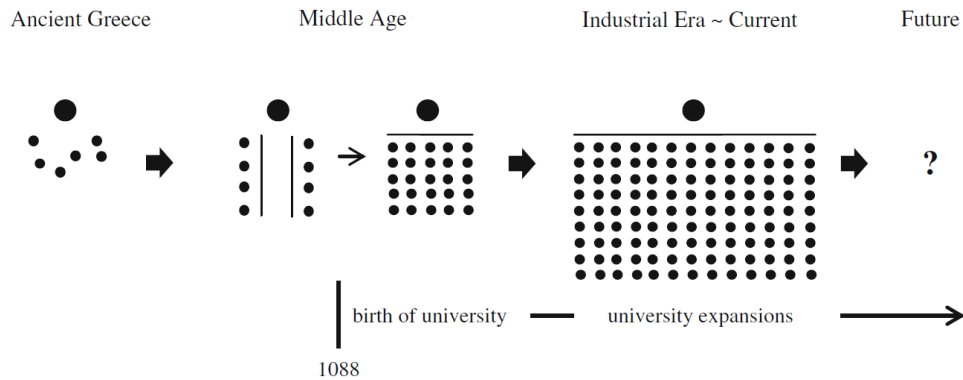 Ancient Greece
Middle Age
Industrial Era ~ Current
Future
?
birth of university
university expansions
1088